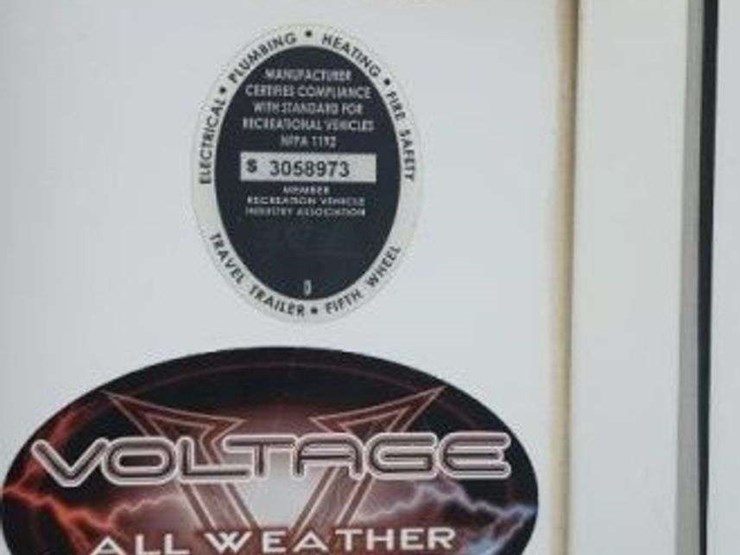 ELECTRICAL • PLUMBING • HEATING • FIRE SAFETY
MANUFACTURER
CERTIFIES COMPLIANCE
WITH STANDARD FOR
RECREATIONAL VEHICLES
NFPA 1192
S 3058973
MEMBER
RECREATION VEHICLE
INDUSTRY ASSOCIATION
TRAVEL TRAILER • FIFTH WHEEL
VOLTAGE
ALL WEATHER